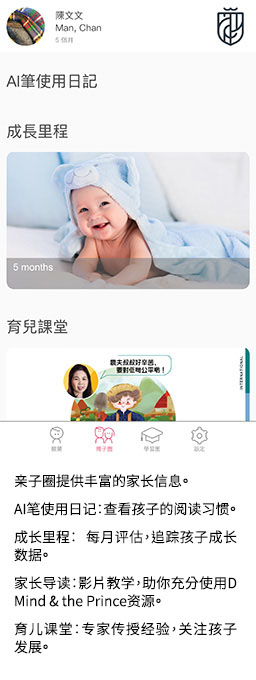 陳文文
Man, Chan
5 個月
AI筆使用日記
成長里程
5 months
育兒課堂
農夫叔叔好辛苦,
要對佢哋公平啲！
INTERNATIONAL
親子圈
學習圈
設定
亲子圈提供丰富的家长信息。
AI笔使用日记：查看孩子的阅读习惯。
成长里程： 每月评估，追踪孩子成长
数据。
家长导读：影片教学，助你充分使用D
Mind & the Prince资源。
育儿课堂：专家传授经验，关注孩子
发展。